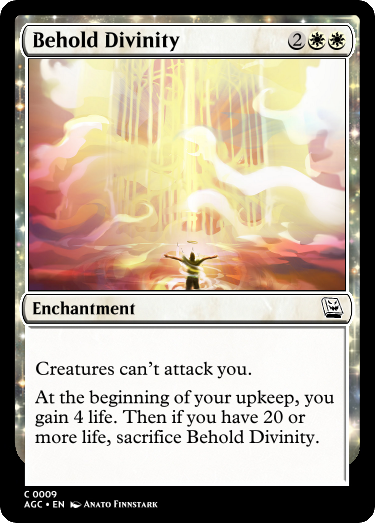 Behold Divinity 2
Enchantment
Creatures can't attack you.
At the beginning of your upkeep, you
gain 4 life. Then if you have 20 or
more life, sacrifice Behold Divinity.
C 0009
AGC • EN ANATO FINNSTARK